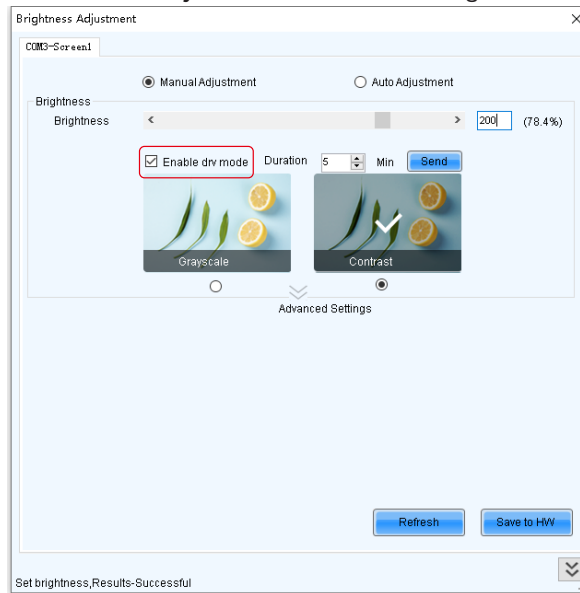 Brightness Adjustment
COM3-Screen1
Manual Adjustment Auto Adjustment
Brightness
Brightness 200 (78.4%)
Enable drv mode Duration 5 Min Send
Grayscale Contrast
Advanced Settings
Refresh Save to HW
Set brightness,Results-Successful